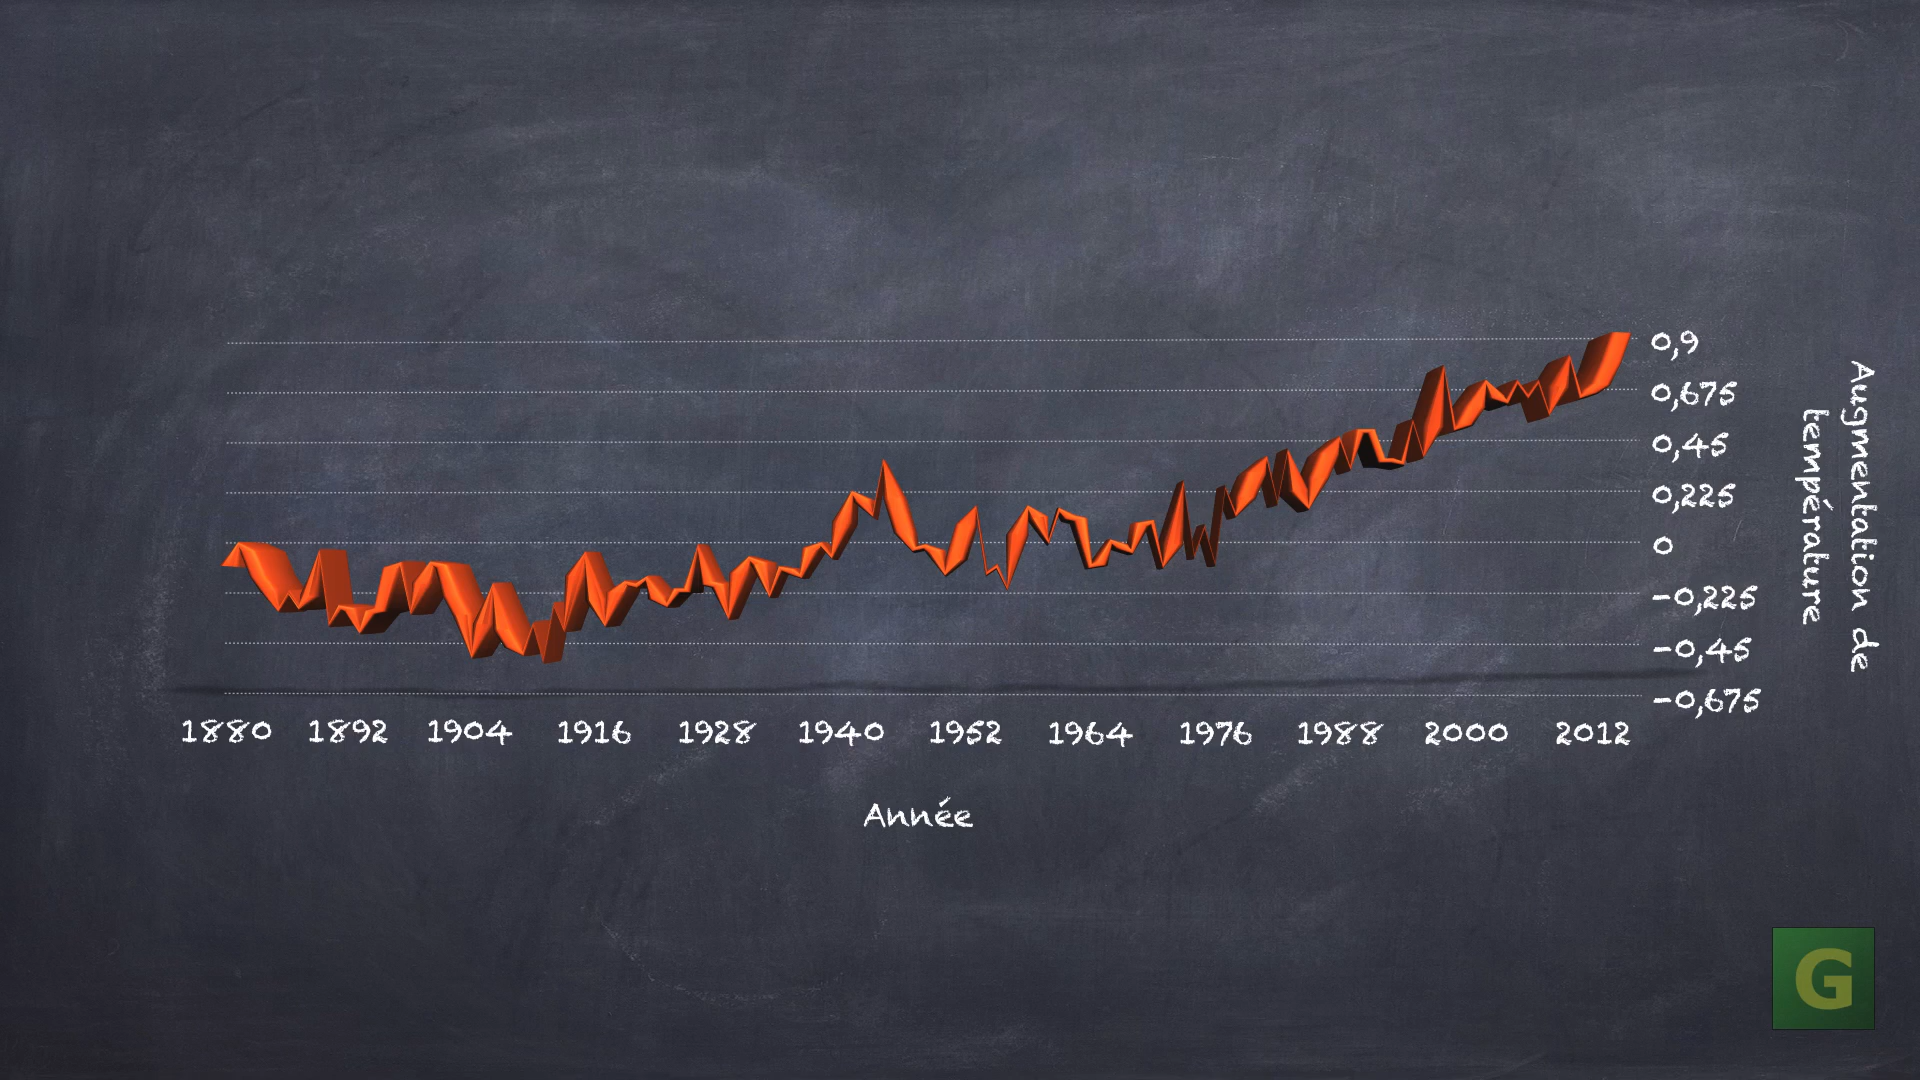 0,9
0,675
0,45
0,225
0
-0,225
-0,45
-0,675
Augmentation de
température
1880 1892 1904 1916 1928 1940 1952 1964 1976 1988 2000 2012
Année
G